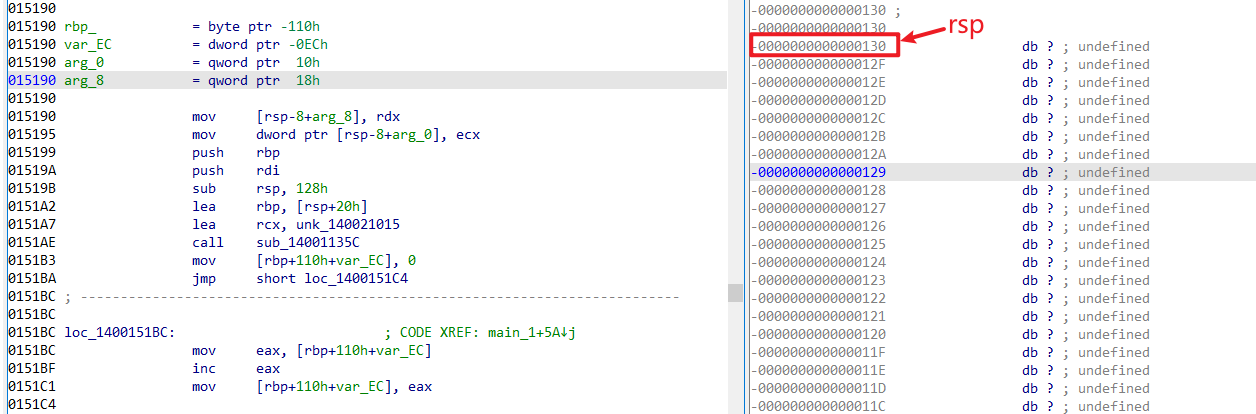 015190
015190 rbp_ = byte ptr -110h
015190 var_EC = dword ptr -0ECh
015190 arg_0 = qword ptr 10h
015190 arg_8 = qword ptr 18h
015190
015190 mov [rsp-8+arg_8], rdx
015195 mov dword ptr [rsp-8+arg_0], ecx
015199 push rbp
01519A push rdi
01519B sub rsp, 128h
0151A2 lea rbp, [rsp+20h]
0151A7 lea rcx, unk_140021015
0151AE call sub_14001135C
0151B3 mov [rbp+110h+var_EC], 0
0151BA jmp short loc_1400151C4
0151BC ; ---------------------------------------------------------------------------
0151BC
0151BC loc_1400151BC: ; CODE XREF: main_1+5A↓j
0151BC mov eax, [rbp+110h+var_EC]
0151BF inc eax
0151C1 mov [rbp+110h+var_EC], eax
0151C4
-0000000000000130 ;
-0000000000000130
rsp
-0000000000000130 db ? ; undefined
-000000000000012F db ? ; undefined
-000000000000012E db ? ; undefined
-000000000000012D db ? ; undefined
-000000000000012C db ? ; undefined
-000000000000012B db ? ; undefined
-000000000000012A db ? ; undefined
-0000000000000129 db ? ; undefined
-0000000000000128 db ? ; undefined
-0000000000000127 db ? ; undefined
-0000000000000126 db ? ; undefined
-0000000000000125 db ? ; undefined
-0000000000000124 db ? ; undefined
-0000000000000123 db ? ; undefined
-0000000000000122 db ? ; undefined
-0000000000000121 db ? ; undefined
-0000000000000120 db ? ; undefined
-000000000000011F db ? ; undefined
-000000000000011E db ? ; undefined
-000000000000011D db ? ; undefined
-000000000000011C db ? ; undefined